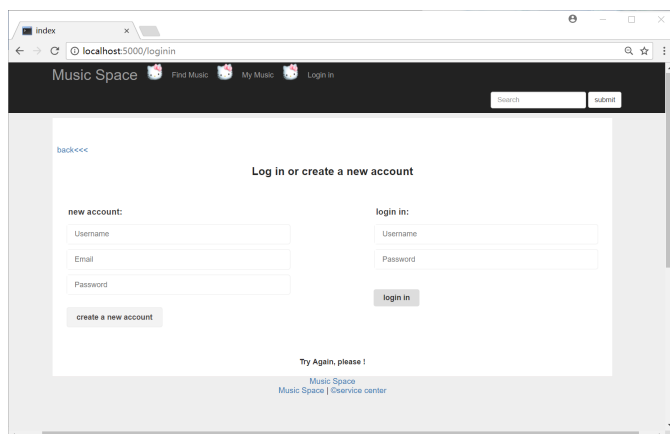 index
localhost:5000/loginin
Music Space Find Music My Music Login in
Search submit
back<<<
Log in or create a new account
new account:
Username
Email
Password
create a new account
login in:
Username
Password
login in
Try Again, please !
Music Space
Music Space | ©service center